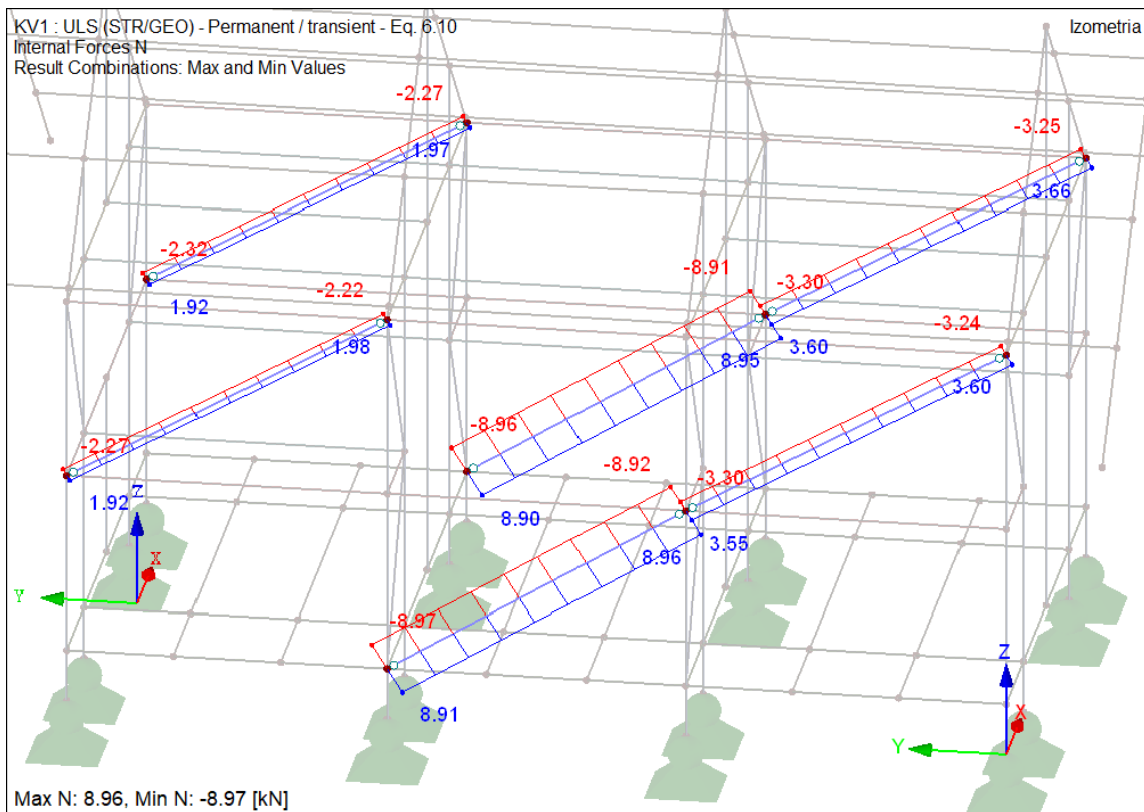 KV1 : ULS (STR/GEO) - Permanent / transient - Eq. 6.10
Izometria
Internal Forces N
Result Combinations: Max and Min Values
-2.27
-3.25
1.97
3.66
-2.32
-8.91
-3.30
1.92
-2.22
-3.24
1.98
8.95
3.60
3.60
-2.27
-8.96
-8.92
-3.30
1.92
Z
8.90
3.55
X
8.96
Y
-8.97
Z
8.91
X
Y
Max N: 8.96, Min N: -8.97 [kN]